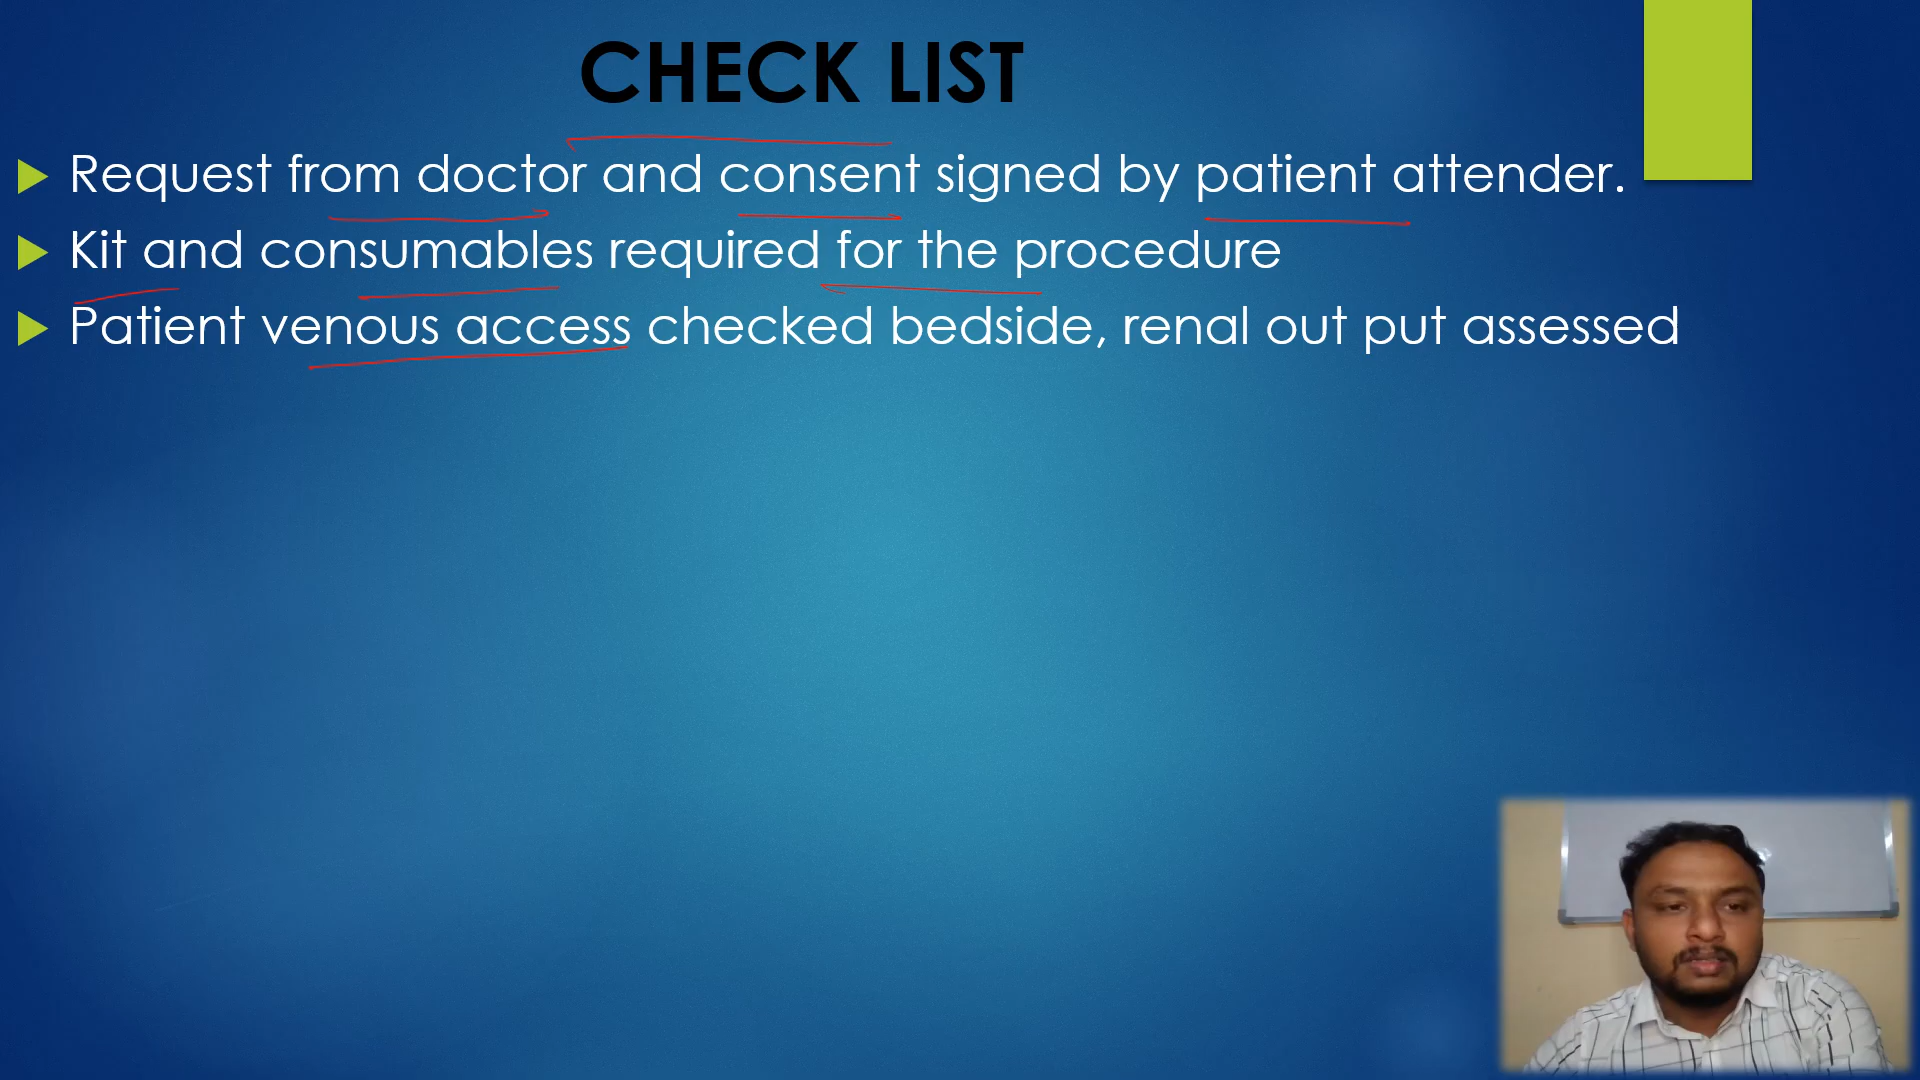 CHECK LIST
Request from doctor and consent signed by patient attender.
Kit and consumables required for the procedure
Patient venous access checked bedside, renal out put assessed